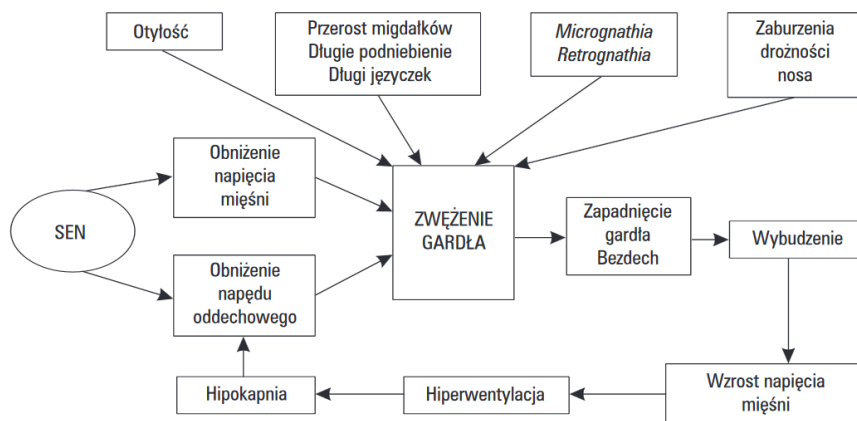 Otyłość
Przerost migdałków
Długie podniebienie
Długi języczek
Micrognathia
Retrognathia
Zaburzenia
drożności
nosa
SEN
Obniżenie
napięcia
mięśni
Obniżenie
napędu
oddechowego
ZWĘŻENIE
GARDŁA
Zapadnięcie
gardła
Bezdech
Wybudzenie
Hipokapnia
Hiperwentylacja
Wzrost napięcia
mięśni